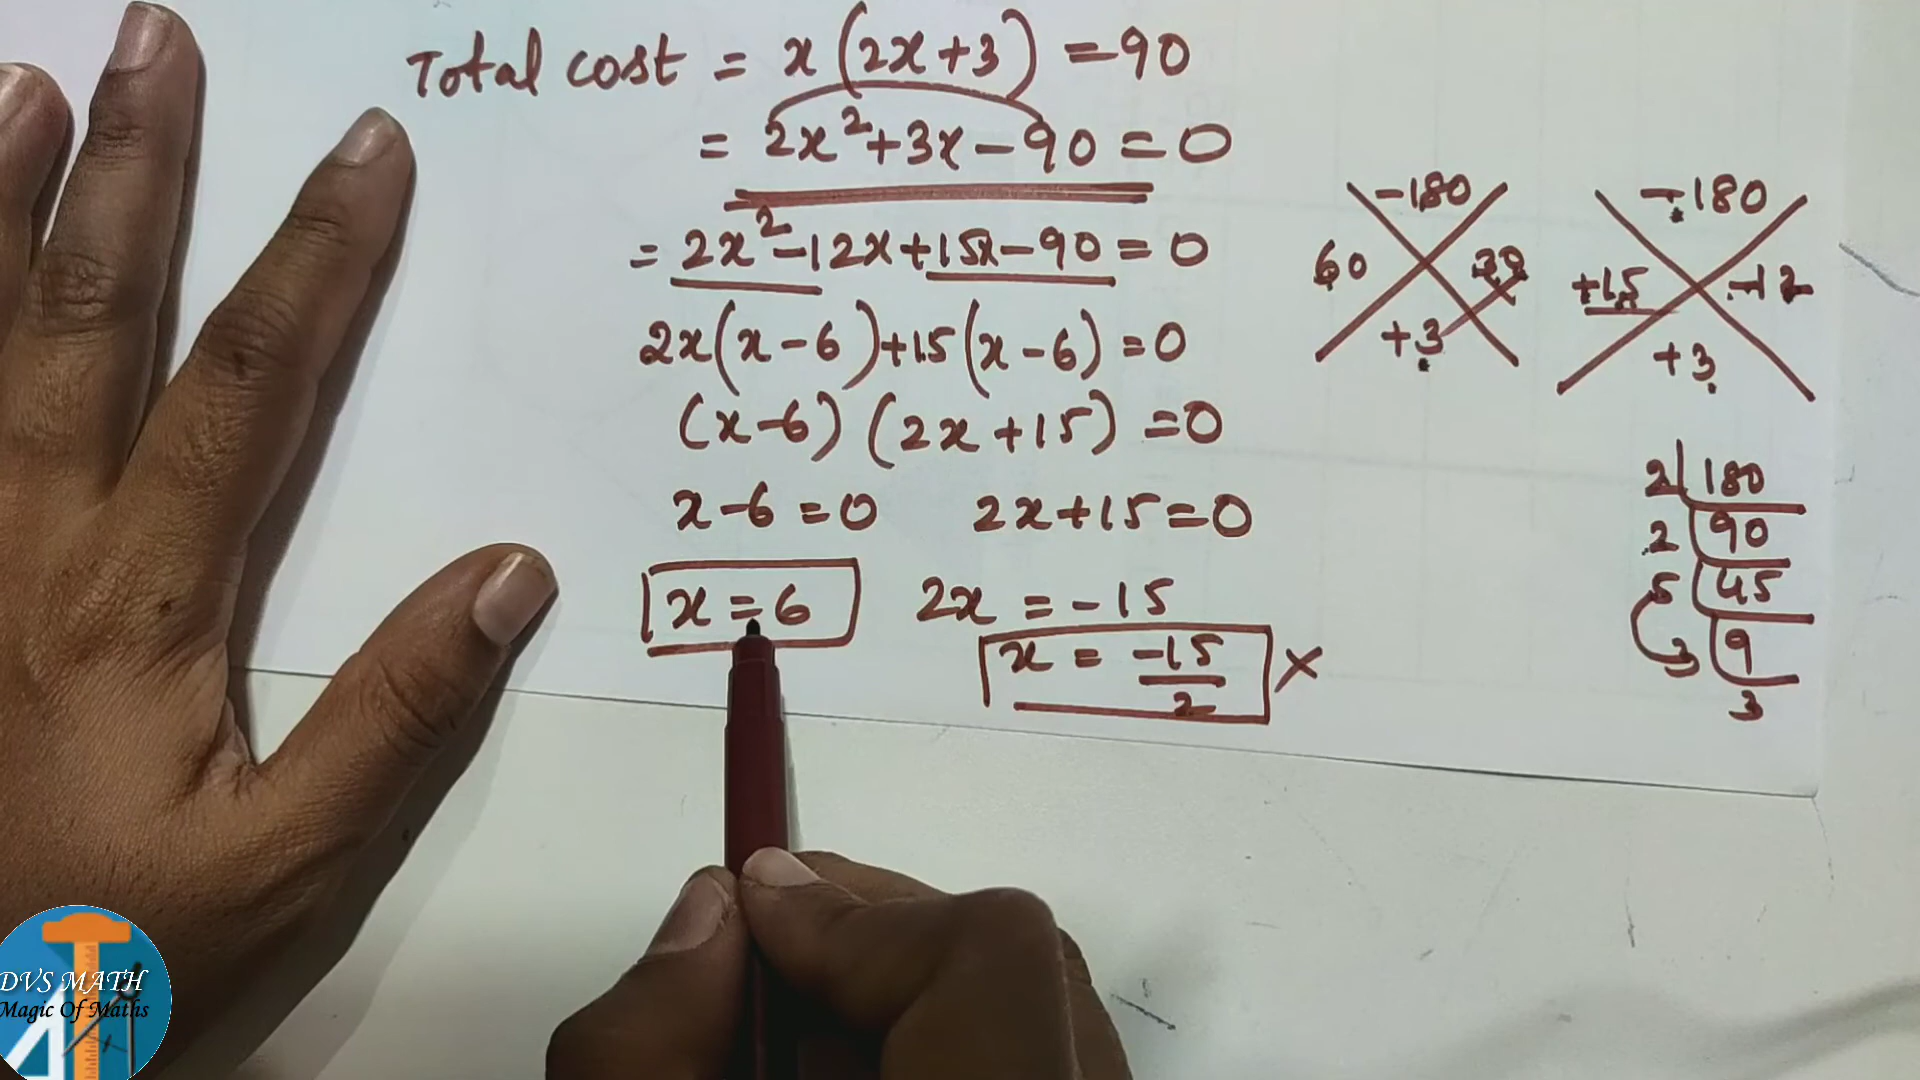 Total cost = x(2x+3) = 90
= 2x²+3x-90=0
= 2x²-12x+15x-90=0
2x(x-6)+15(x-6)=0
(x-6) (2x+15)=0
x-6=0 2x+15=0
x=6 2x = -15
x = -15/2 ×
-180
60 30
+3
-180
+15 -12
+3
2 180
2 90
5 45
3 9
3
DVS MATH
Magic Of Maths